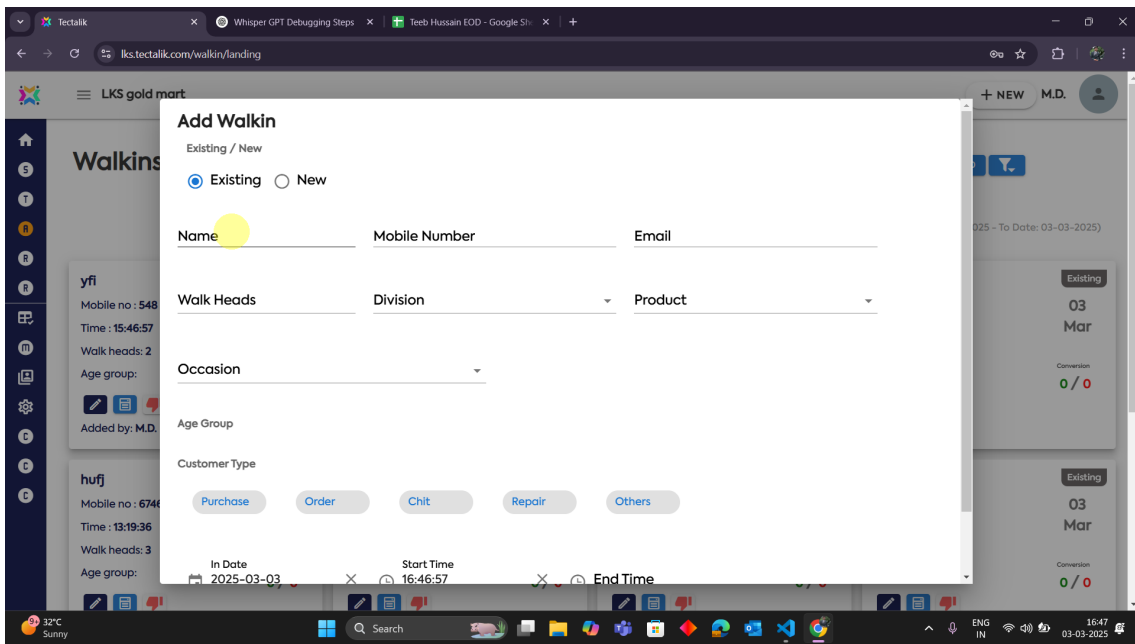 Tectalik
Whisper GPT Debugging Steps
Teeb Hussain EOD - Google She
lks.tectalik.com/walkin/landing
LKS gold mart
+ NEW M.D.
Walkins
2025 - To Date: 03-03-2025)
Add Walkin
Existing / New
Existing New
Name Mobile Number Email
Walk Heads Division Product
Occasion
Age Group
Customer Type
Purchase Order Chit Repair Others
In Date Start Time
2025-03-03 16:46:57 End Time
yfi
Mobile no : 548
Time : 15:46:57
Walk heads: 2
Age group:
Added by: M.D.
Existing
03
Mar
Conversion
0 / 0
hufj
Mobile no : 6746
Time : 13:19:36
Walk heads: 3
Age group:
Existing
03
Mar
Conversion
0 / 0
S
T
A
R
R
m
C
C
C
9+
32°C
Sunny
Search
ENG
IN
16:47
03-03-2025